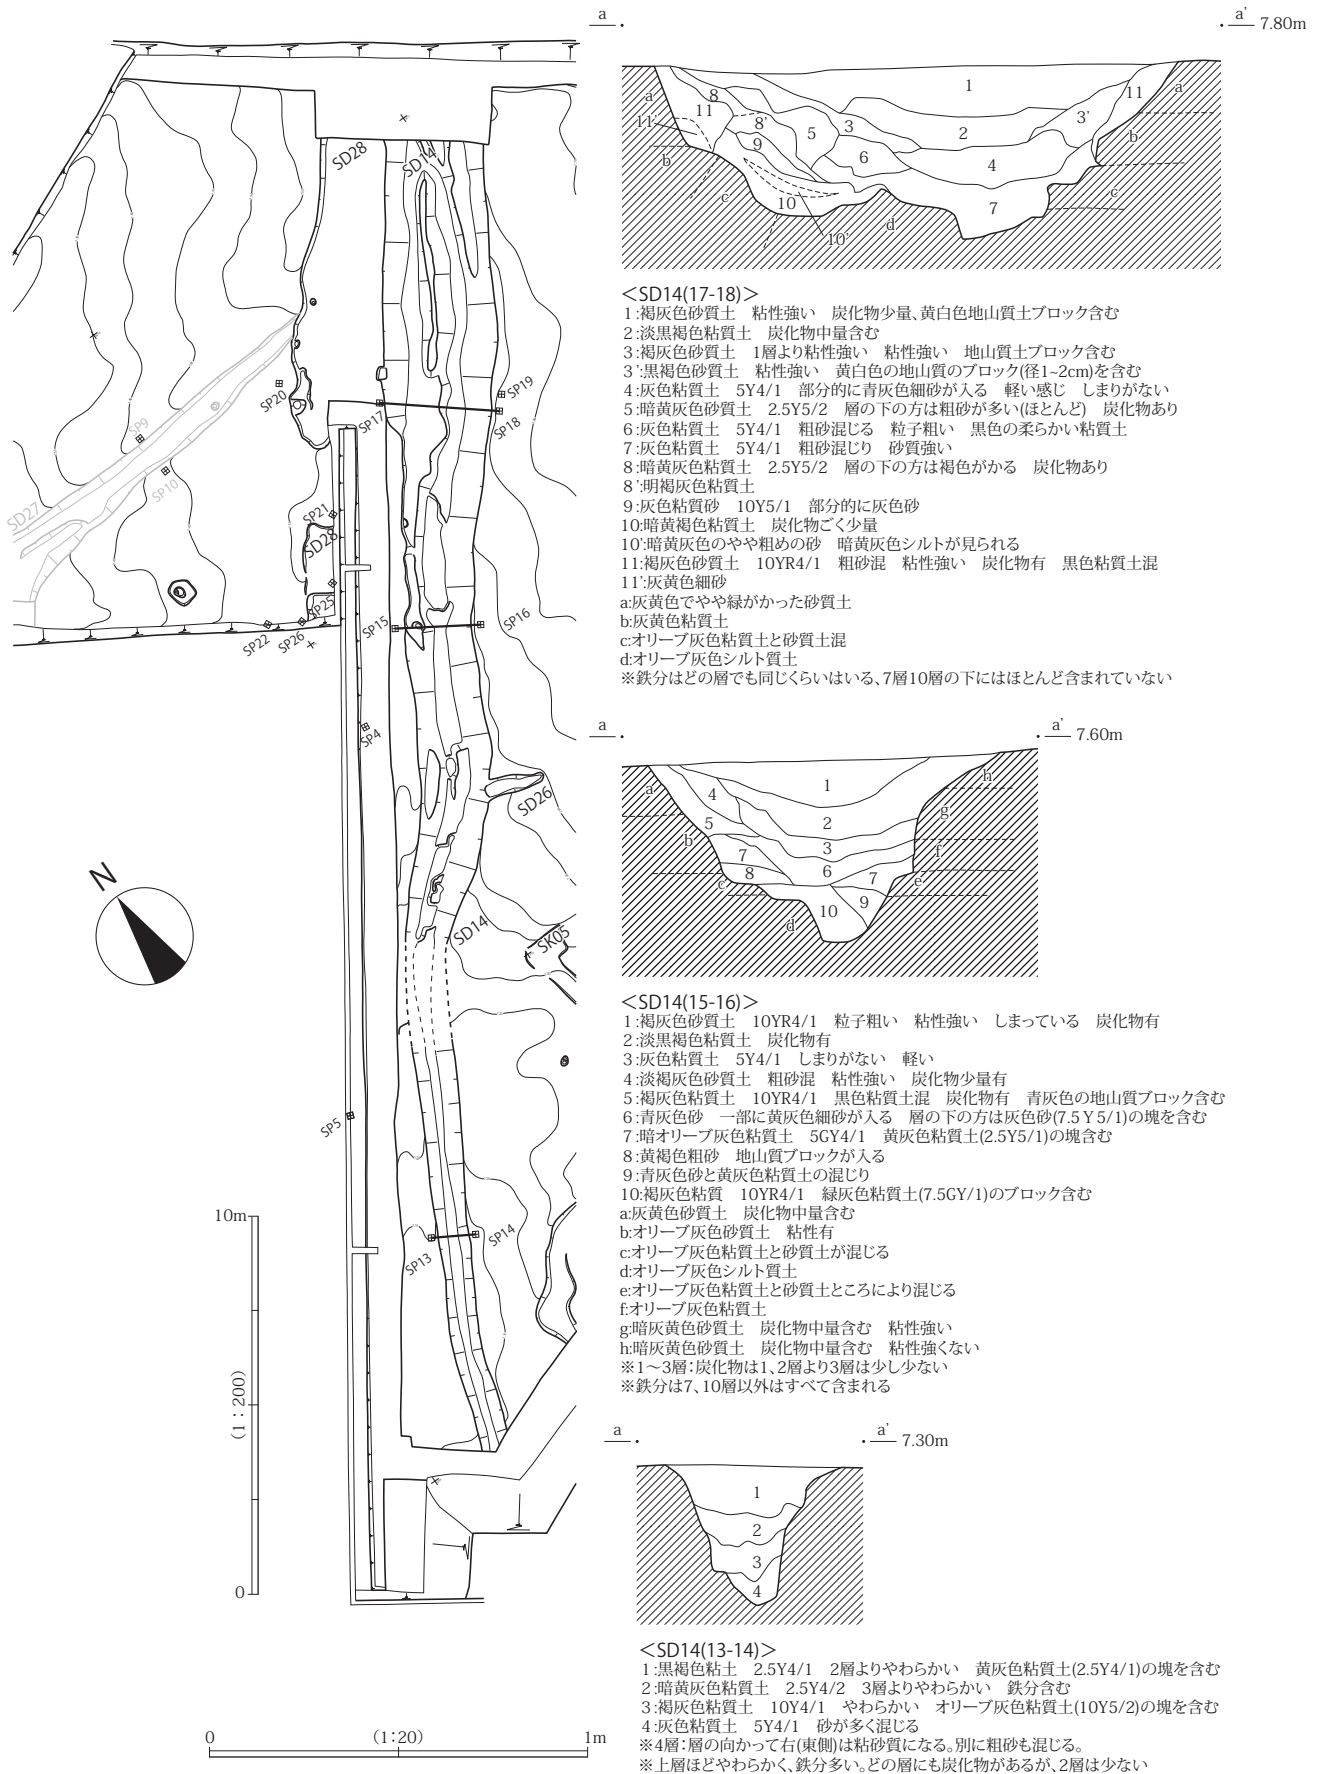 a
a'
7.80m
1
8
11
a
11'
8'
5
3
2
3'
11
a
9
6
4
b
b
c
10
7
c
10'
d
＜SD14(17-18)＞
1:褐灰色砂質土　粘性強い　炭化物少量、黄白色地山質土ブロック含む
2:淡黒褐色粘質土　炭化物中量含む
3:褐灰色砂質土　1層より粘性強い　粘性強い　地山質土ブロック含む
3':黒褐色砂質土　粘性強い　黄白色の地山質のブロック(径1~2cm)を含む
4:灰色粘質土　5Y4/1　部分的に青灰色細砂が入る　軽い感じ　しまりがない
5:暗黄灰色砂質土　2.5Y5/2　層の下の方は粗砂が多い(ほとんど)　炭化物あり
6:灰色粘質土　5Y4/1　粗砂混じる　粒子粗い　黒色の柔らかい粘質土
7:灰色粘質土　5Y4/1　粗砂混じり　砂質強い
8:暗黄灰色粘質土　2.5Y5/2　層の下の方は褐色がかる　炭化物あり
8':明褐灰色粘質土
9:灰色粘質砂　10Y5/1　部分的に灰色砂
10:暗黄褐色粘質土　炭化物ごく少量
10':暗黄灰色のやや粗めの砂　暗黄灰色シルトが見られる
11:褐灰色砂質土　10YR4/1　粗砂混　粘性強い　炭化物有　黒色粘質土混
11':灰黄色細砂
a:灰黄色でやや緑がかった砂質土
b:灰黄色粘質土
c:オリーブ灰色粘質土と砂質土混
d:オリーブ灰色シルト質土
※鉄分はどの層でも同じくらいはいる、7層10層の下にはほとんど含まれていない
a
a'
7.60m
a
1
h
4
g
5
2
b
3
f
7
6
7
e
8
c
9
10
d
＜SD14(15-16)＞
1:褐灰色砂質土　10YR4/1　粒子粗い　粘性強い　しまっている　炭化物有
2:淡黒褐色粘質土　炭化物有
3:灰色粘質土　5Y4/1　しまりがない　軽い
4:淡褐灰色砂質土　粗砂混　粘性強い　炭化物少量有
5:褐灰色粘質土　10YR4/1　黒色粘質土混　炭化物有　青灰色の地山質ブロック含む
6:青灰色砂　一部に黄灰色細砂が入る　層の下の方は灰色砂(7.5 Y 5/1)の塊を含む
7:暗オリーブ灰色粘質土　5GY4/1　黄灰色粘質土(2.5Y5/1)の塊含む
8:黄褐色粗砂　地山質ブロックが入る
9:青灰色砂と黄灰色粘質土の混じり
10:褐灰色粘質　10YR4/1　緑灰色粘質土(7.5GY/1)のブロック含む
a:灰黄色砂質土　炭化物中量含む
b:オリーブ灰色砂質土　粘性有
c:オリーブ灰色粘質土と砂質土が混じる
d:オリーブ灰色シルト質土
e:オリーブ灰色粘質土と砂質土ところにより混じる
f:オリーブ灰色粘質土
g:暗灰黄色砂質土　炭化物中量含む　粘性強い
h:暗灰黄色砂質土　炭化物中量含む　粘性強くない
※1～3層：炭化物は1、2層より3層は少し少ない
※鉄分は7、10層以外はすべて含まれる
a
a'
7.30m
1
2
3
4
＜SD14(13-14)＞
1:黒褐色粘土　2.5Y4/1　2層よりやわらかい　黄灰色粘質土(2.5Y4/1)の塊を含む
2:暗黄灰色粘質土　2.5Y4/2　3層よりやわらかい　鉄分含む
3:褐灰色粘質土　10Y4/1　やわらかい　オリーブ灰色粘質土(10Y5/2)の塊を含む
4:灰色粘質土　5Y4/1　砂が多く混じる
※4層：層の向かって右(東側)は粘砂質になる。別に粗砂も混じる。
※上層ほどやわらかく、鉄分多い。どの層にも炭化物があるが、2層は少ない
SD28
SD14
SP20
SP19
SP17
SP18
SP9
SP10
SD27
SP21
SD28
SP25
SP22
SP26
SP15
SP16
SP4
SD26
N
SD14
SK05
SP5
SP13
SP14
10m
(1：200)
0
0
(1：20)
1m